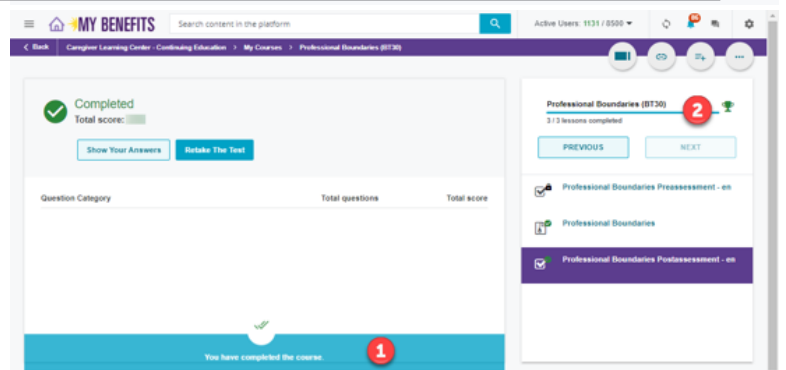 MY BENEFITS
Search content in the platform
Active Users: 1131 / 8500
86
< Back
Caregiver Learning Center - Continuing Education > My Courses > Professional Boundaries (BT30)
Completed
Total score:
Show Your Answers
Retake The Test
Question Category
Total questions
Total score
You have completed the course.
1
Professional Boundaries (BT30)
2
3 / 3 lessons completed
PREVIOUS
NEXT
Professional Boundaries Preassessment - en
Professional Boundaries
Professional Boundaries Postassessment - en